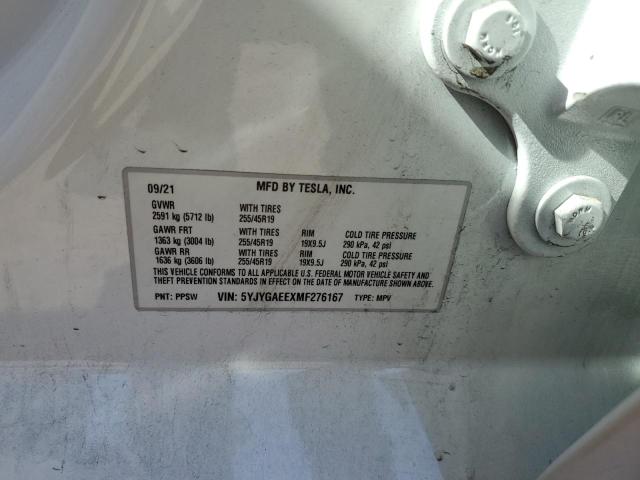 09/21 MFD BY TESLA, INC.
GVWR WITH TIRES
2591 kg (5712 lb) 255/45R19
GAWR FRT WITH TIRES RIM COLD TIRE PRESSURE
1363 kg (3004 lb) 255/45R19 19X9.5J 290 kPa, 42 psi
GAWR RR WITH TIRES RIM COLD TIRE PRESSURE
1636 kg (3606 lb) 255/45R19 19X9.5J 290 kPa, 42 psi
THIS VEHICLE CONFORMS TO ALL APPLICABLE U.S. FEDERAL MOTOR VEHICLE SAFETY AND
THEFT PREVENTION STANDARDS IN EFFECT ON THE DATE OF MANUFACTURE SHOWN ABOVE.
PNT: PPSW VIN: 5YJYGAEEXMF276167 TYPE: MPV